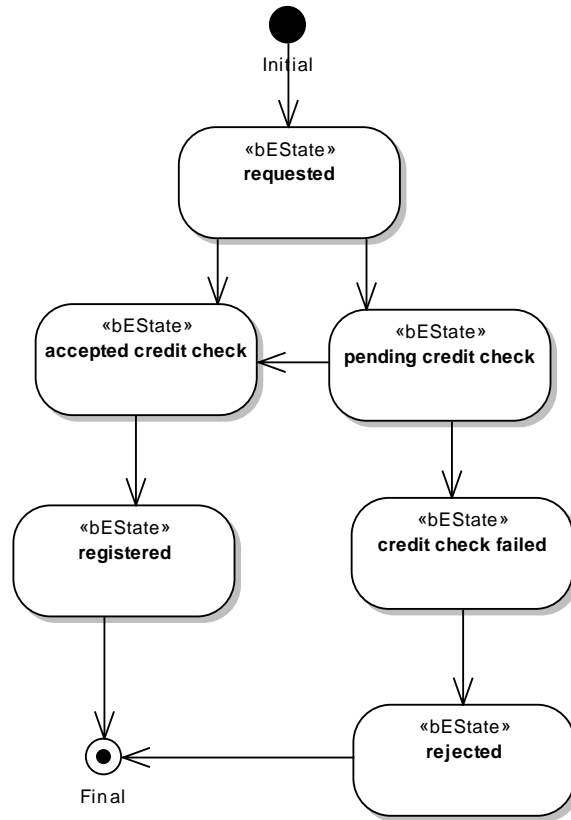 Initial
«bEState»
requested
«bEState»
accepted credit check
«bEState»
pending credit check
«bEState»
registered
«bEState»
credit check failed
«bEState»
rejected
Final